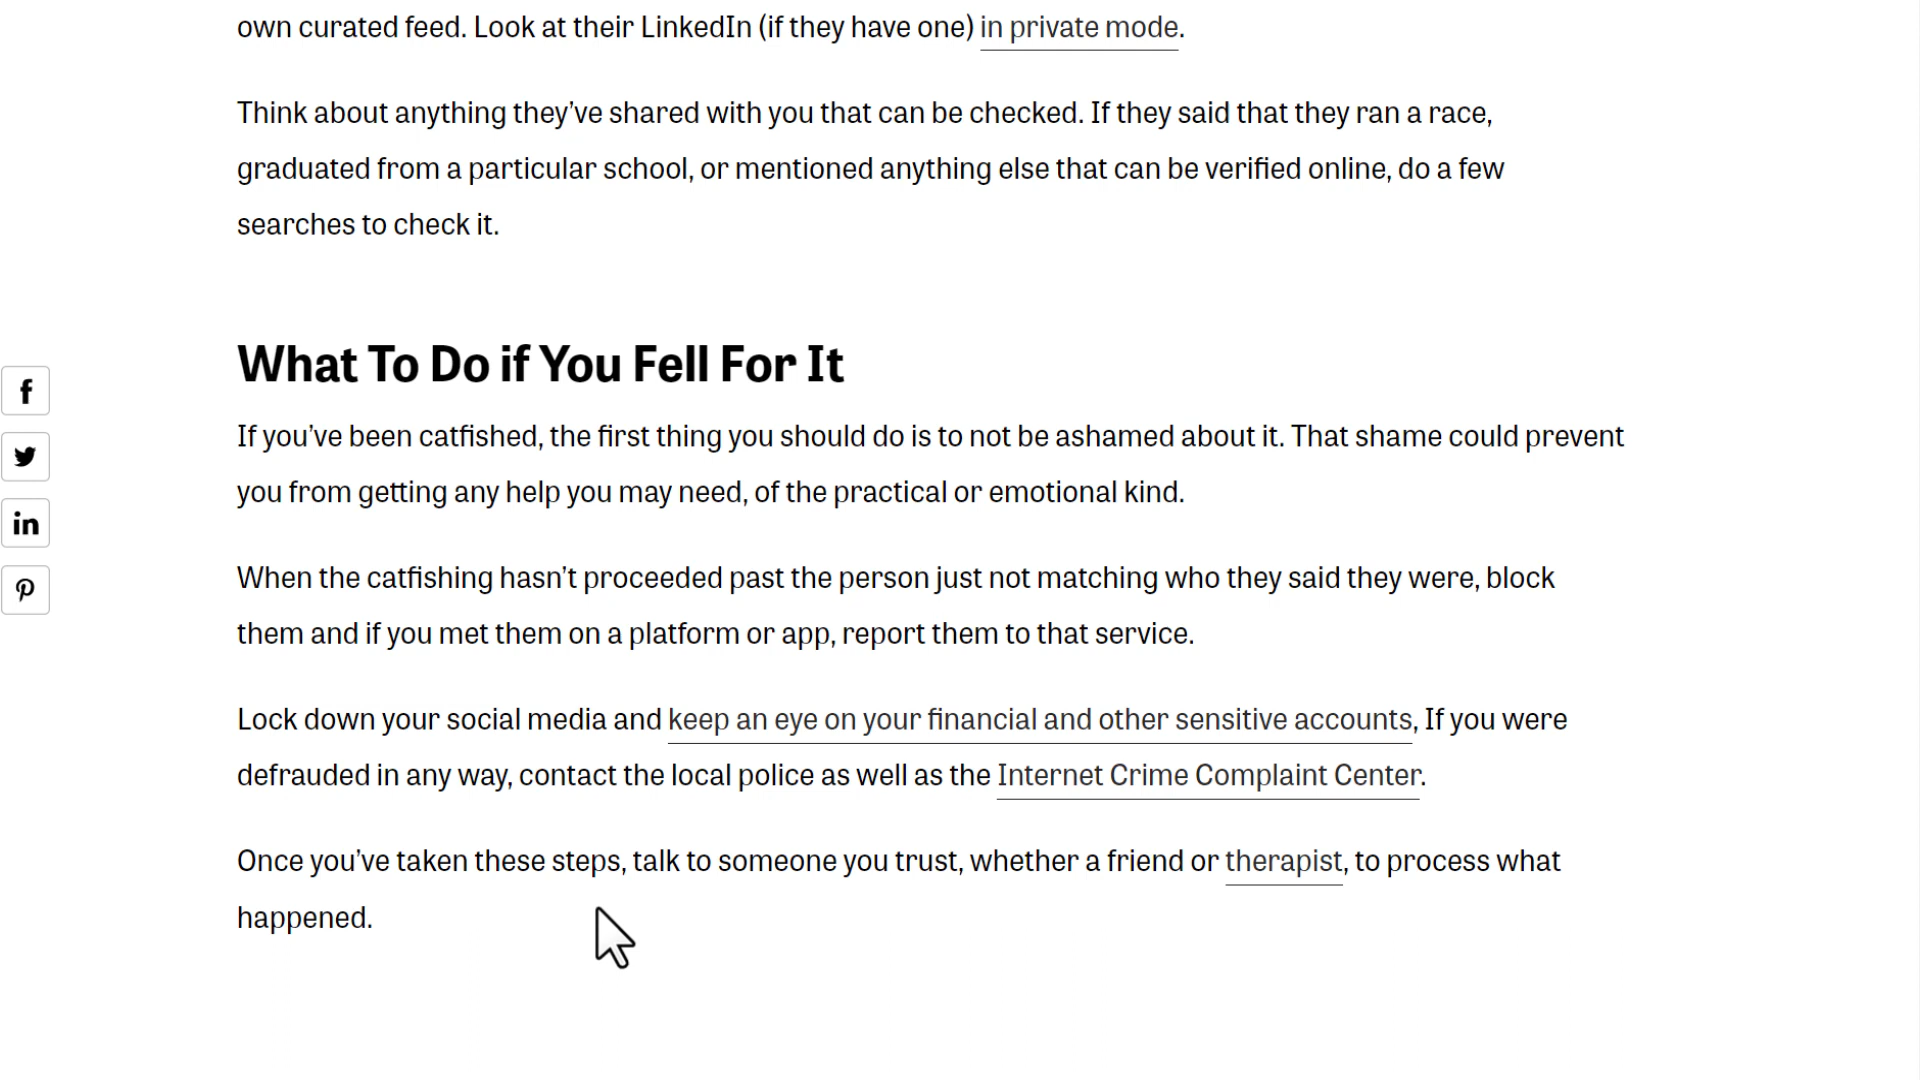 own curated feed. Look at their LinkedIn (if they have one) in private mode.
Think about anything they’ve shared with you that can be checked. If they said that they ran a race,
graduated from a particular school, or mentioned anything else that can be verified online, do a few
searches to check it.
What To Do if You Fell For It
If you’ve been catfished, the first thing you should do is to not be ashamed about it. That shame could prevent
you from getting any help you may need, of the practical or emotional kind.
When the catfishing hasn’t proceeded past the person just not matching who they said they were, block
them and if you met them on a platform or app, report them to that service.
Lock down your social media and keep an eye on your financial and other sensitive accounts, If you were
defrauded in any way, contact the local police as well as the Internet Crime Complaint Center.
Once you’ve taken these steps, talk to someone you trust, whether a friend or therapist, to process what
happened.